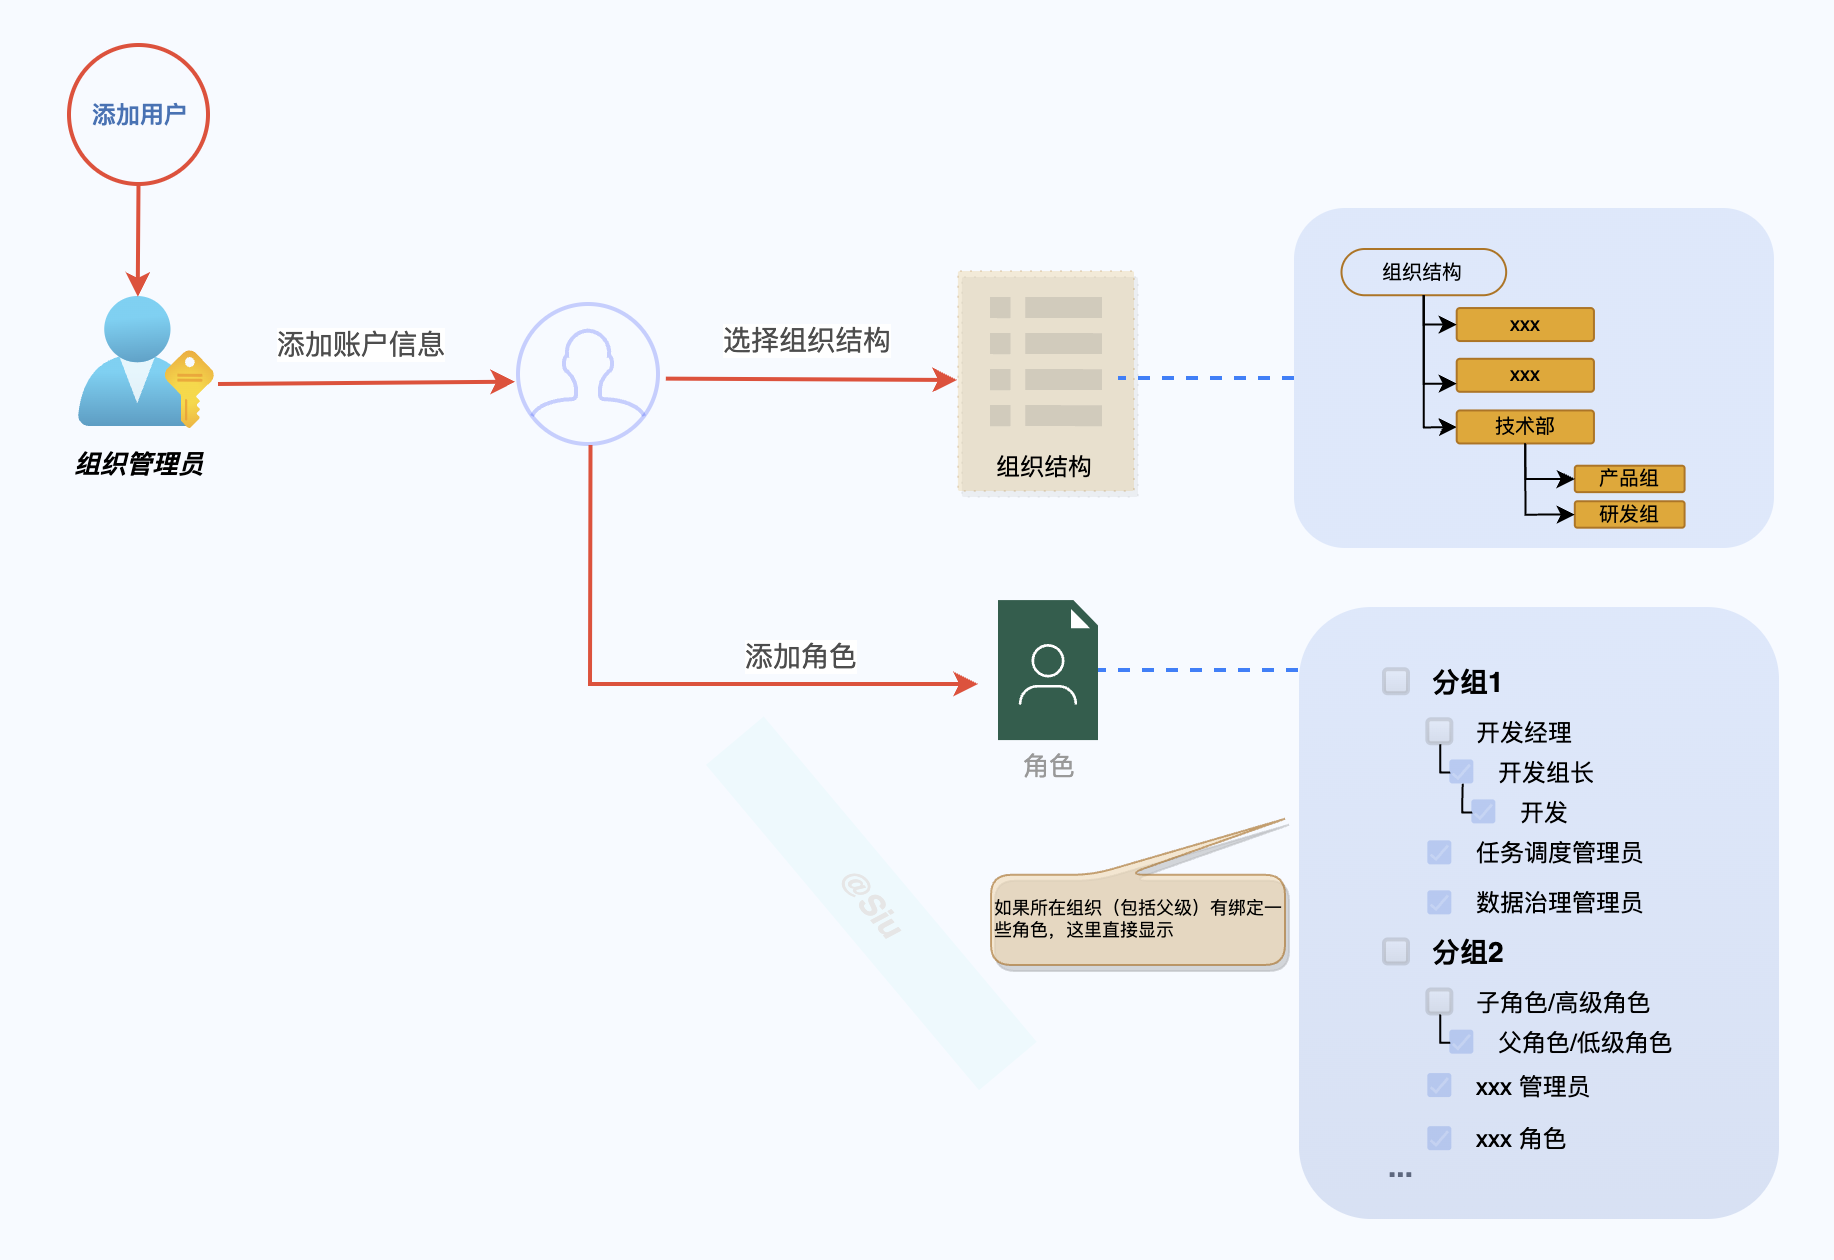 添加用户
组织管理员
添加账户信息
选择组织结构
组织结构
组织结构
xxx
xxx
技术部
产品组
研发组
添加角色
角色
@Siu
如果所在组织（包括父级）有绑定一
些角色，这里直接显示
分组1
开发经理
开发组长
开发
任务调度管理员
数据治理管理员
分组2
子角色/高级角色
父角色/低级角色
xxx 管理员
xxx 角色
...